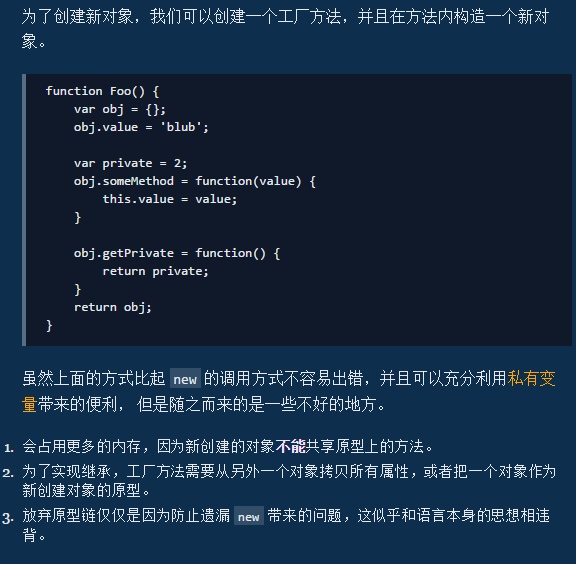 为了创建新对象，我们可以创建一个工厂方法，并且在方法内构造一个新对
象。
function Foo() {
    var obj = {};
    obj.value = 'blub';

    var private = 2;
    obj.someMethod = function(value) {
        this.value = value;
    }

    obj.getPrivate = function() {
        return private;
    }
    return obj;
}
虽然上面的方式比起 new 的调用方式不容易出错，并且可以充分利用私有变
量带来的便利， 但是随之而来的是一些不好的地方。
1. 会占用更多的内存，因为新创建的对象不能共享原型上的方法。
2. 为了实现继承，工厂方法需要从另外一个对象拷贝所有属性，或者把一个对象作为
新创建对象的原型。
3. 放弃原型链仅仅是因为防止遗漏 new 带来的问题，这似乎和语言本身的思想相违
背。